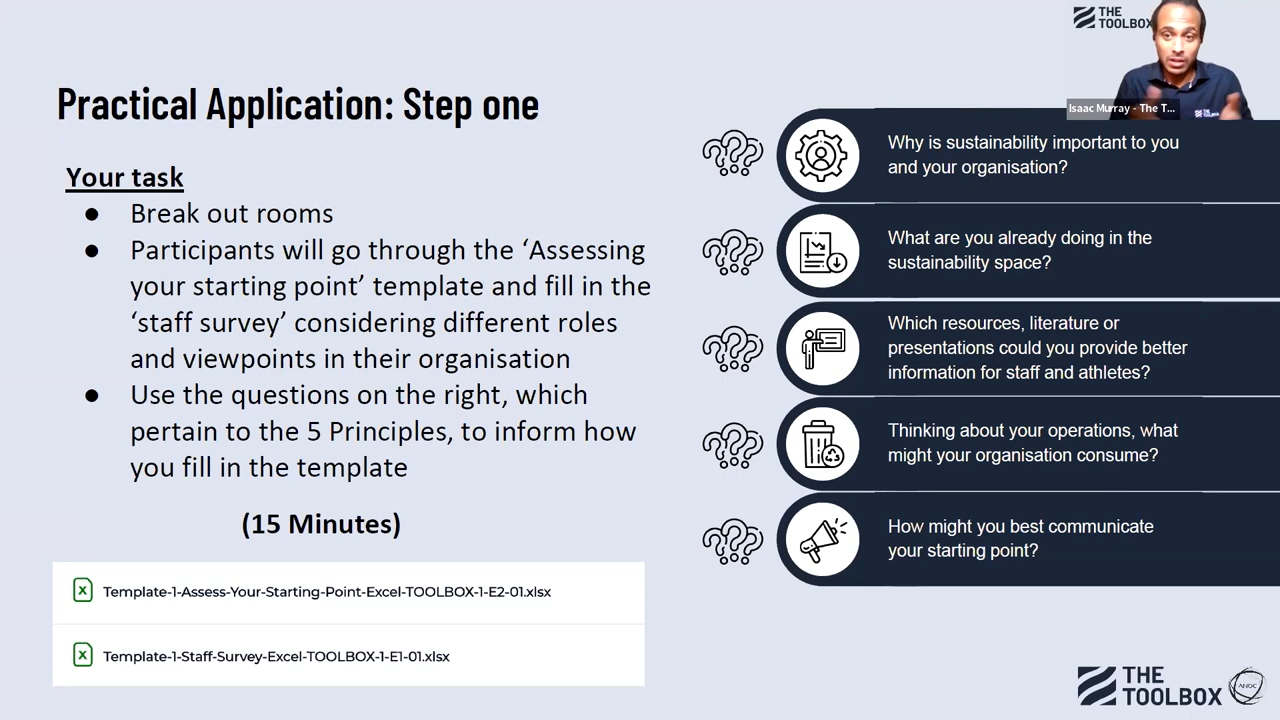 THE
TOOLBOX
Isaac Murray - The T...
Practical Application: Step one
Your task
● Break out rooms
● Participants will go through the ‘Assessing
your starting point’ template and fill in the
‘staff survey’ considering different roles
and viewpoints in their organisation
● Use the questions on the right, which
pertain to the 5 Principles, to inform how
you fill in the template
(15 Minutes)
Template-1-Assess-Your-Starting-Point-Excel-TOOLBOX-1-E2-01.xlsx
Template-1-Staff-Survey-Excel-TOOLBOX-1-E1-01.xlsx
Why is sustainability important to you
and your organisation?
What are you already doing in the
sustainability space?
Which resources, literature or
presentations could you provide better
information for staff and athletes?
Thinking about your operations, what
might your organisation consume?
How might you best communicate
your starting point?
THE
TOOLBOX
ANOC